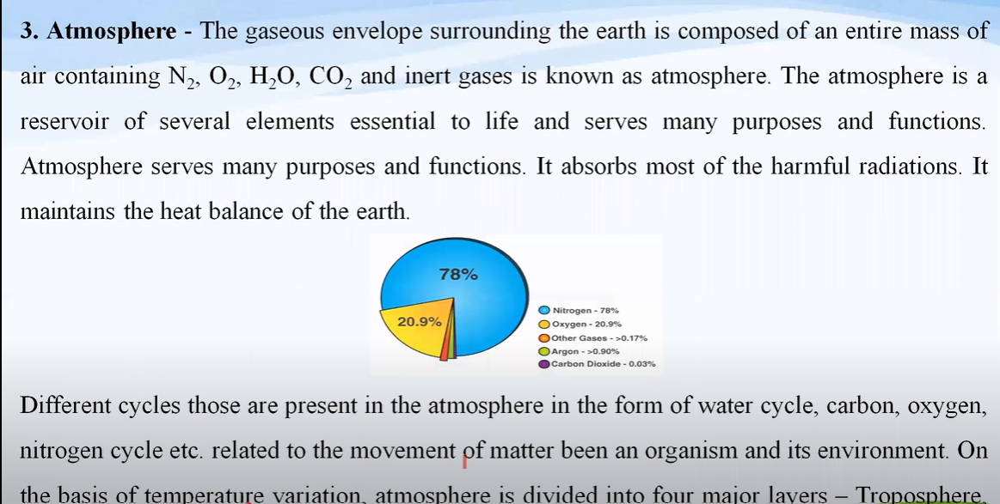 3. Atmosphere - The gaseous envelope surrounding the earth is composed of an entire mass of
air containing N₂, O₂, H₂O, CO₂ and inert gases is known as atmosphere. The atmosphere is a
reservoir of several elements essential to life and serves many purposes and functions.
Atmosphere serves many purposes and functions. It absorbs most of the harmful radiations. It
maintains the heat balance of the earth.
78%
20.9%
Nitrogen - 78%
Oxygen - 20.9%
Other Gases - >0.17%
Argon - >0.90%
Carbon Dioxide - 0.03%
Different cycles those are present in the atmosphere in the form of water cycle, carbon, oxygen,
nitrogen cycle etc. related to the movement of matter been an organism and its environment. On
the basis of temperature variation, atmosphere is divided into four major layers – Troposphere,